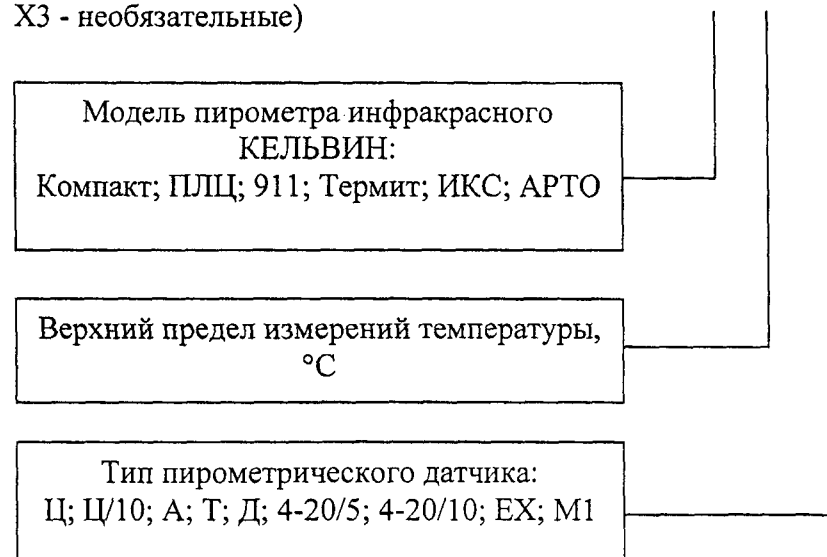 Х3 - необязательные)
Модель пирометра инфракрасного
КЕЛЬВИН:
Компакт; ПЛЦ; 911; Термит; ИКС; АРТО
Верхний предел измерений температуры,
°С
Тип пирометрического датчика:
Ц; Ц/10; А; Т; Д; 4-20/5; 4-20/10; ЕХ; М1